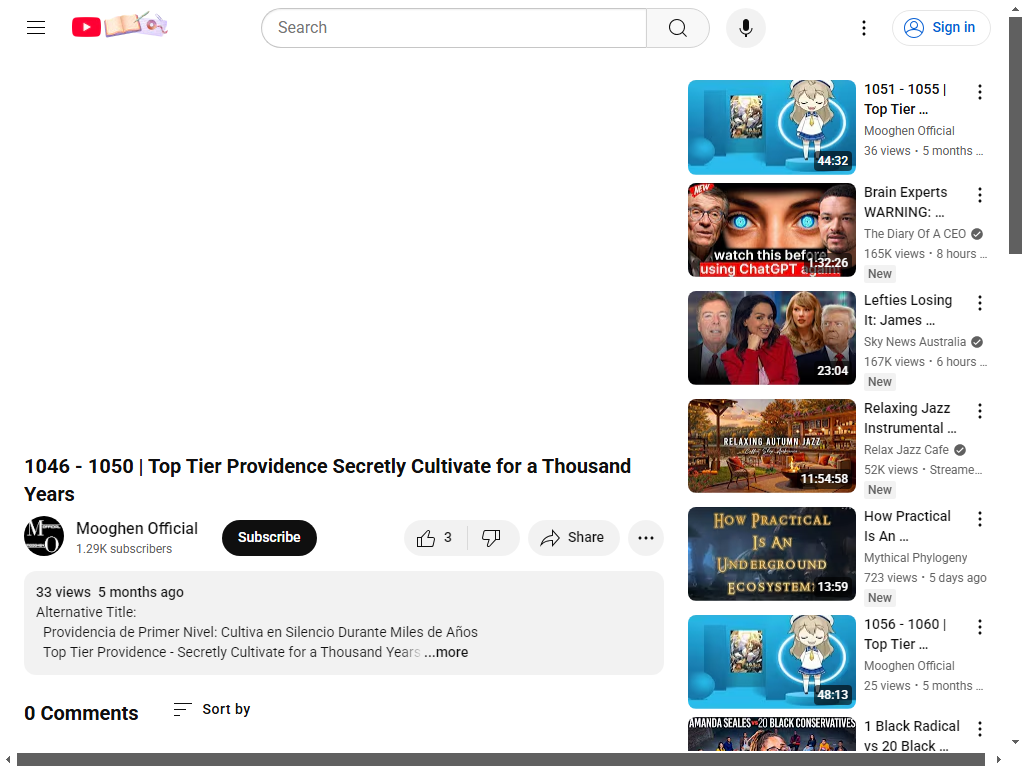 Search
Sign in
1046 - 1050 | Top Tier Providence Secretly Cultivate for a Thousand
Years
Mooghen Official
1.29K subscribers
Subscribe
3
Share
33 views 5 months ago
Alternative Title:
Providencia de Primer Nivel: Cultiva en Silencio Durante Miles de Años
Top Tier Providence - Secretly Cultivate for a Thousand Years ...more
0 Comments
Sort by
44:32
1051 - 1055 |
Top Tier ...
Mooghen Official
36 views • 5 months ...
NEW
watch this before
using ChatGPT again
1:32:26
Brain Experts
WARNING: ...
The Diary Of A CEO
165K views • 8 hours ...
New
23:04
Lefties Losing
It: James ...
Sky News Australia
167K views • 6 hours ...
New
RELAXING AUTUMN JAZZ
11:54:58
Relaxing Jazz
Instrumental ...
Relax Jazz Cafe
52K views • Streame...
New
How Practical
Is An
Underground
Ecosystem
13:59
How Practical
Is An ...
Mythical Phylogeny
723 views • 5 days ago
New
48:13
1056 - 1060 |
Top Tier ...
Mooghen Official
25 views • 5 months ...
AMANDA SEALES vs 20 BLACK CONSERVATIVES
1 Black Radical
vs 20 Black ...